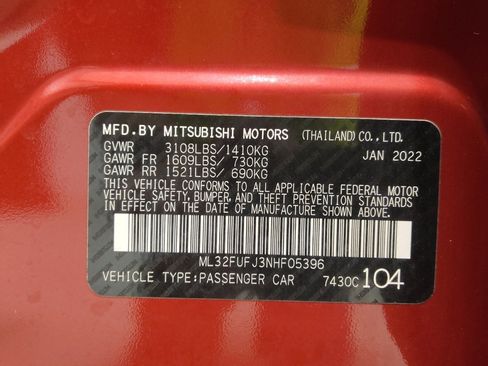 MFD.BY MITSUBISHI MOTORS (THAILAND)CO.,LTD.
GVWR 3108LBS/1410KG JAN 2022
GAWR FR 1609LBS/ 730KG
GAWR RR 1521LBS/ 690KG
THIS VEHICLE CONFORMS TO ALL APPLICABLE FEDERAL MOTOR
VEHICLE SAFETY, BUMPER, AND THEFT PREVENTION STANDARDS
IN EFFECT ON THE DATE OF MANUFACTURE SHOWN ABOVE.
ML32FUFJ3NHF05396
VEHICLE TYPE:PASSENGER CAR 7430C 104